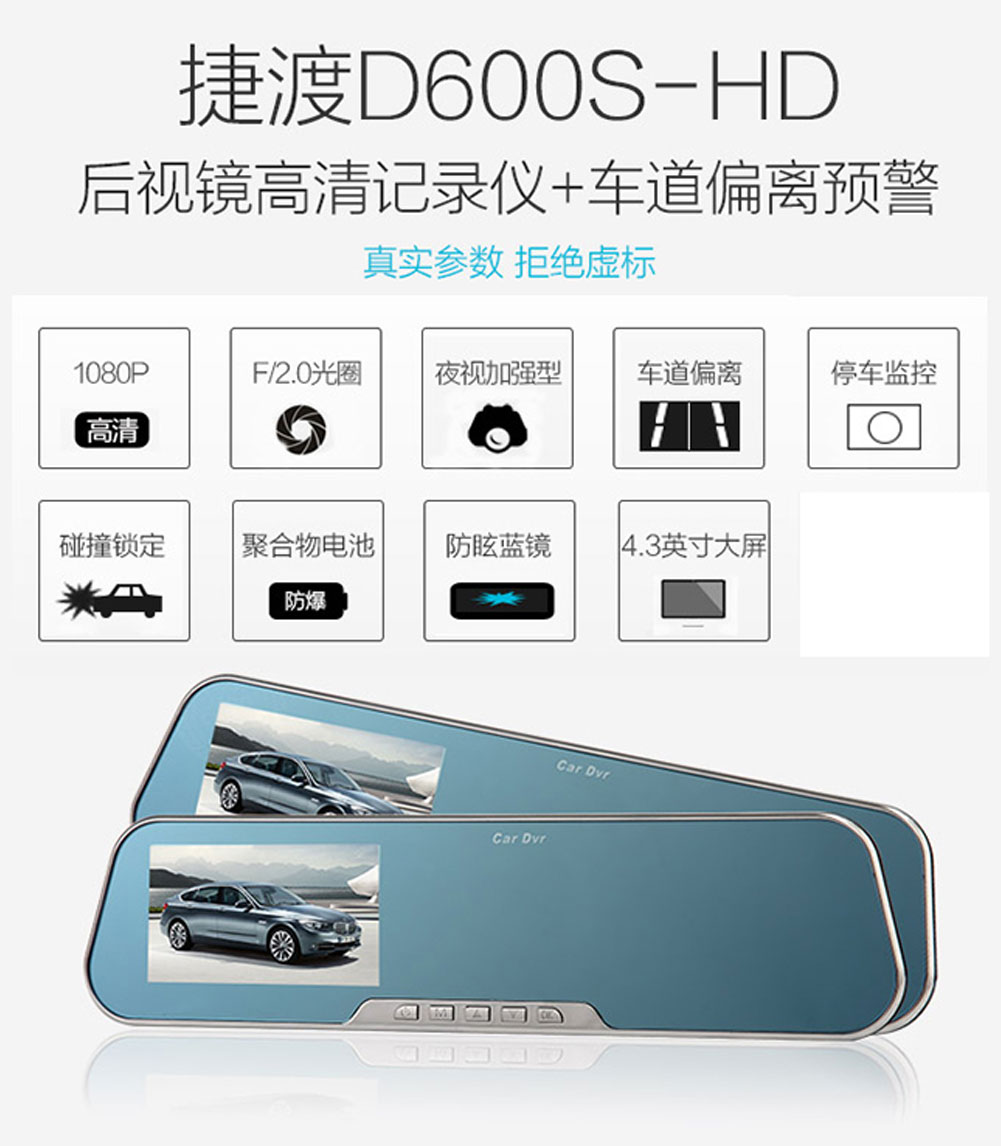 捷渡D600S-HD
后视镜高清记录仪+车道偏离预警
真实参数 拒绝虚标
1080P
高清
F/2.0光圈
夜视加强型
车道偏离
停车监控
碰撞锁定
聚合物电池
防爆
防眩蓝镜
4.3英寸大屏
Car Dvr
Car Dvr
M
OK